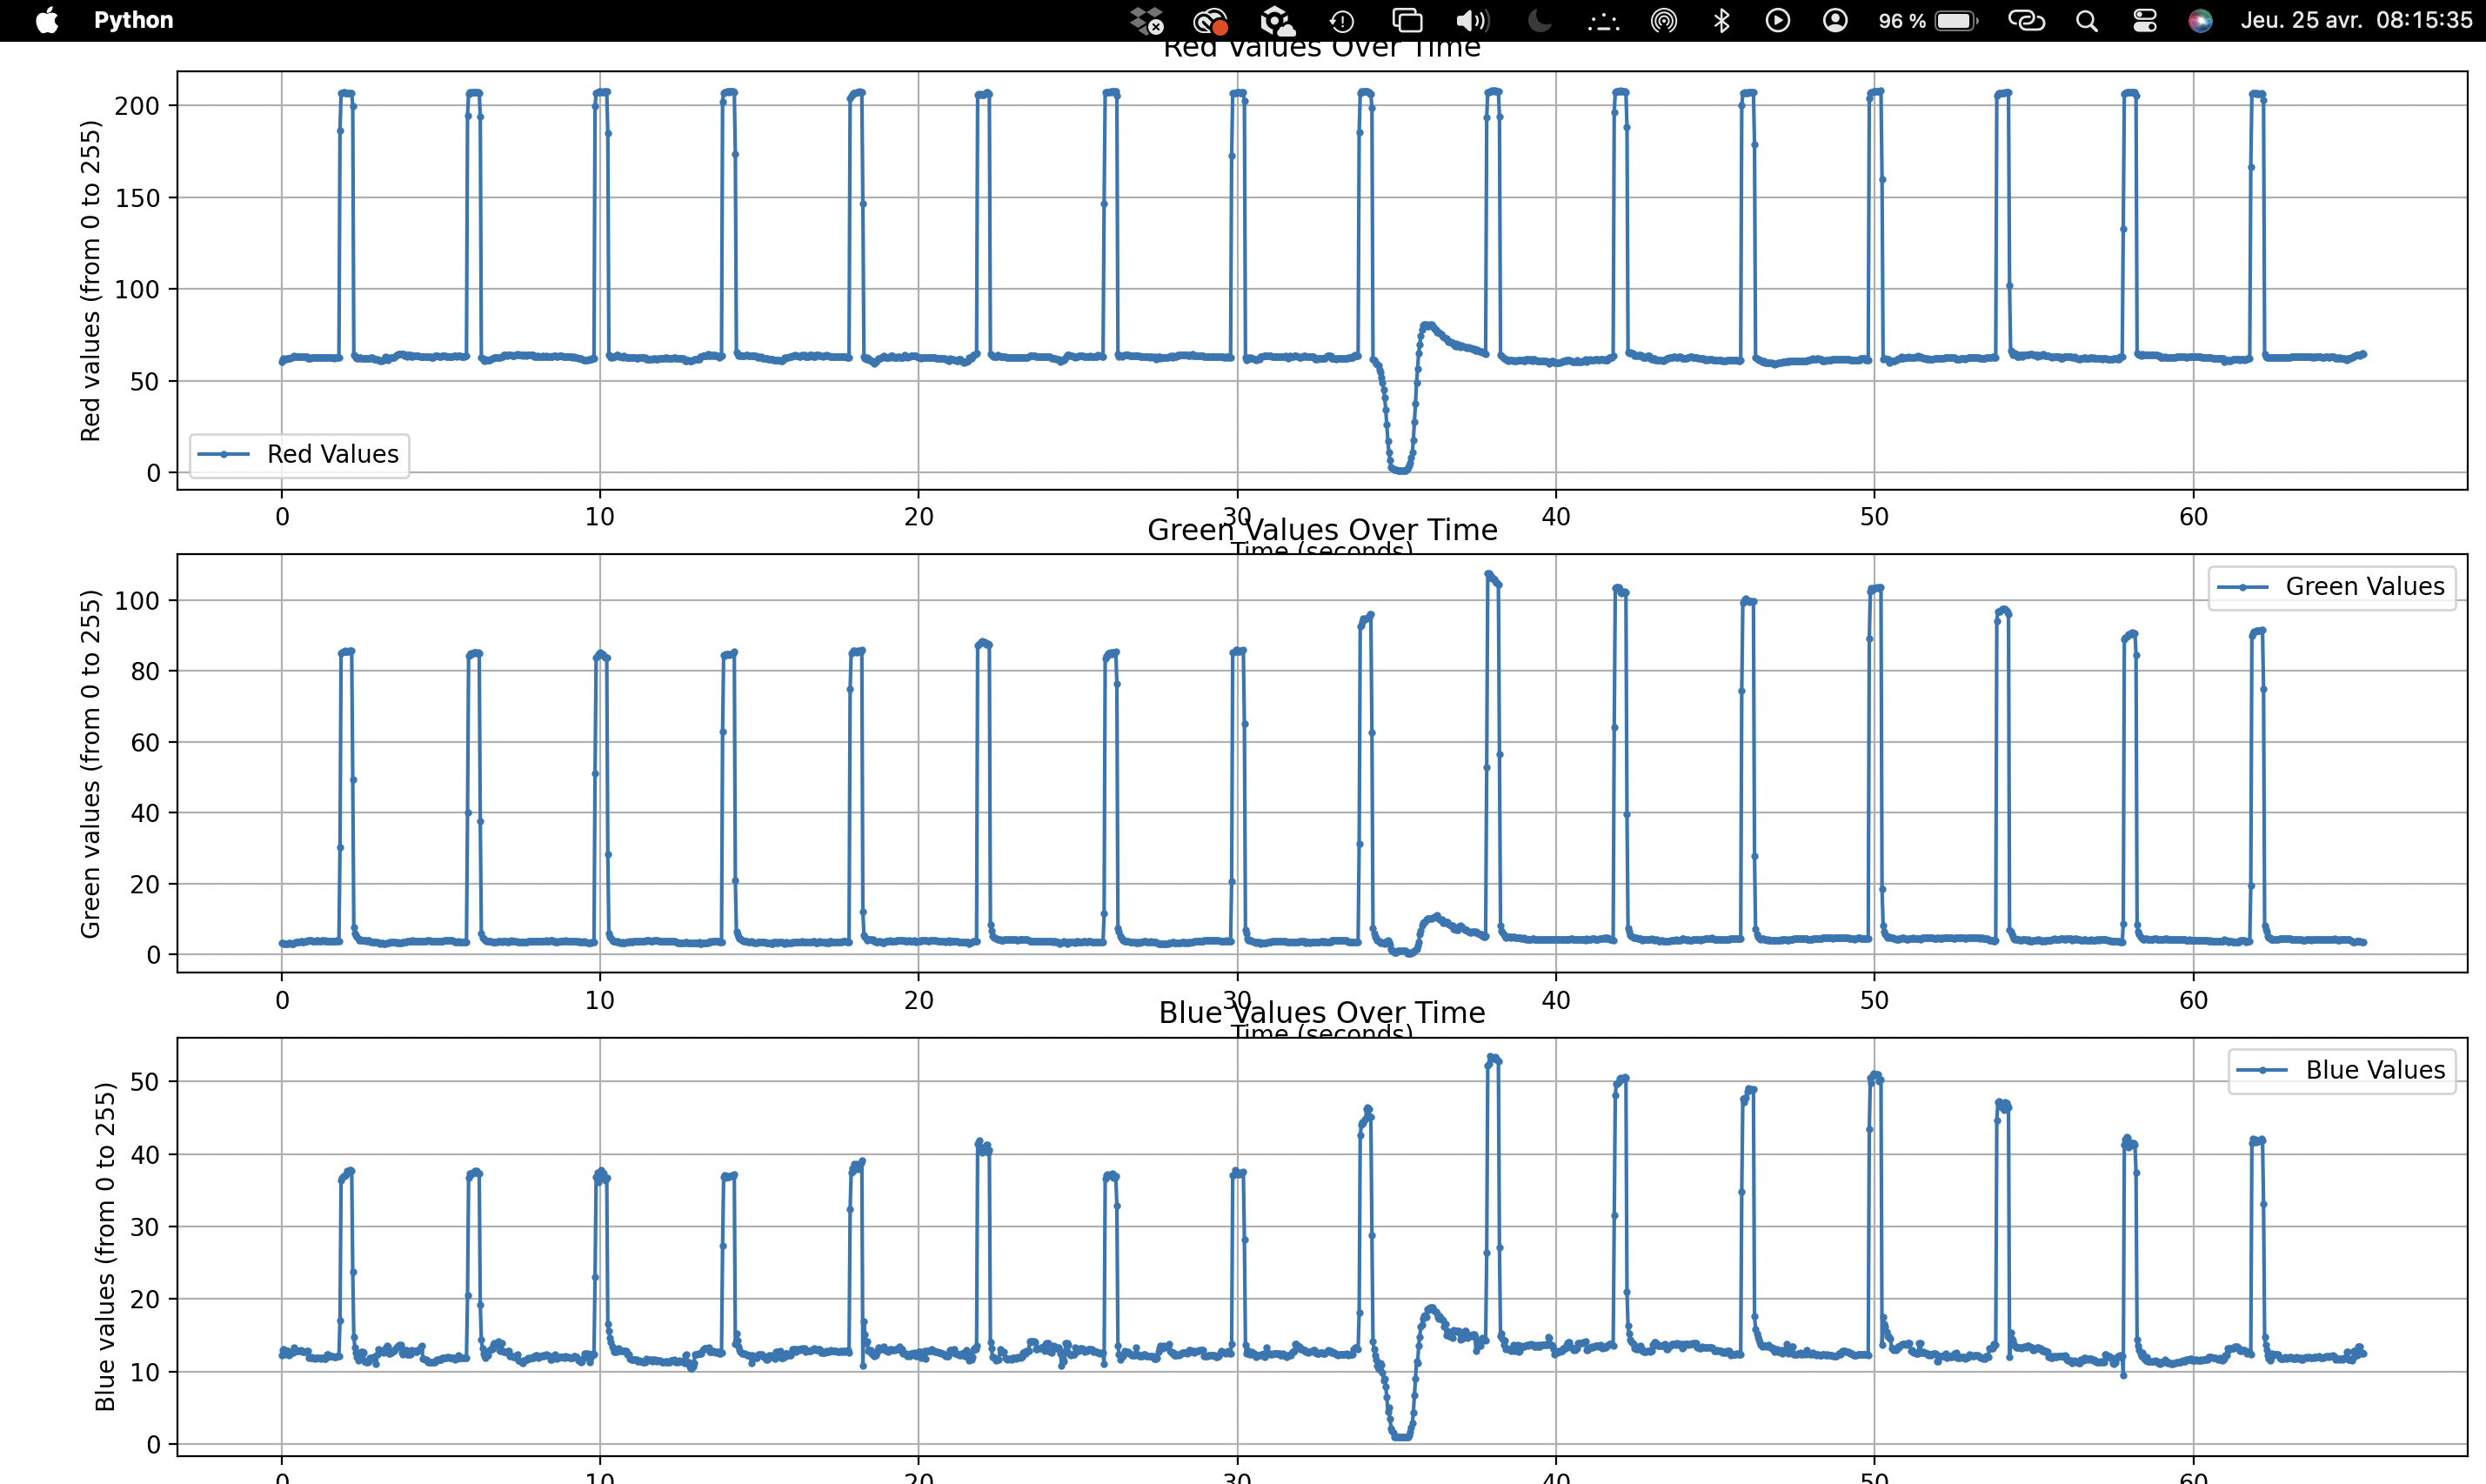 Python 96 % Jeu. 25 avr. 08:15:35
Red Values Over Time
Red values (from 0 to 255)
200
150
100
50
0
Red Values
0 10 20 30 40 50 60
Time (seconds)
Green Values Over Time
Green values (from 0 to 255)
100
80
60
40
20
0
Green Values
0 10 20 30 40 50 60
Time (seconds)
Blue Values Over Time
Blue values (from 0 to 255)
50
40
30
20
10
0
Blue Values
0 10 20 30 40 50 60